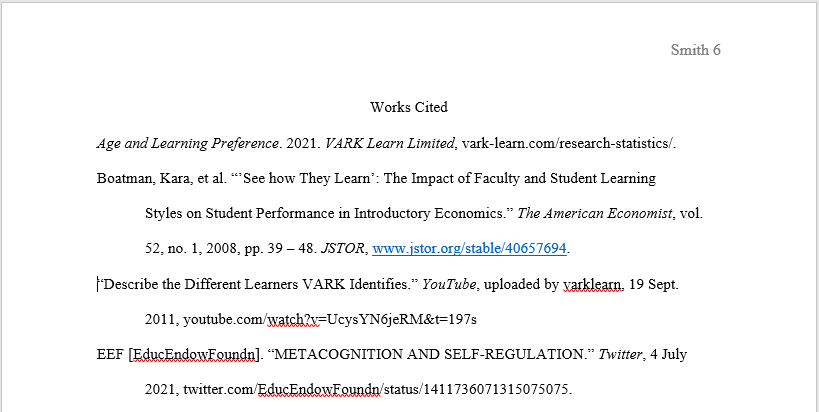 Smith 6
Works Cited
Age and Learning Preference. 2021. VARK Learn Limited, vark-learn.com/research-statistics/.
Boatman, Kara, et al. “’See how They Learn’: The Impact of Faculty and Student Learning
Styles on Student Performance in Introductory Economics.” The American Economist, vol.
52, no. 1, 2008, pp. 39 – 48. JSTOR, www.jstor.org/stable/40657694.
“Describe the Different Learners VARK Identifies.” YouTube, uploaded by varklearn, 19 Sept.
2011, youtube.com/watch?v=UcysYN6jeRM&t=197s
EEF [EducEndowFoundn]. “METACOGNITION AND SELF-REGULATION.” Twitter, 4 July
2021, twitter.com/EducEndowFoundn/status/1411736071315075075.